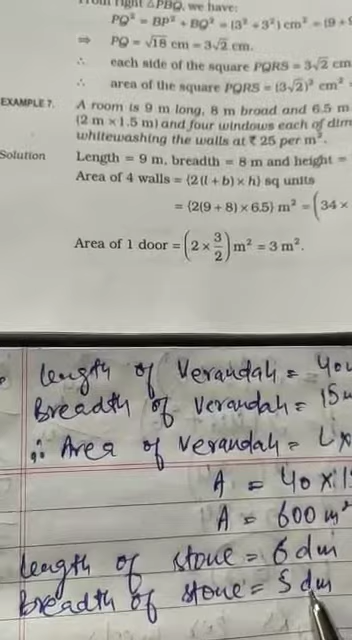 From right △PBQ, we have:
PQ² = BP² + BQ² = (3² + 3²) cm² = (9 + 9
⇒ PQ = √18 cm = 3√2 cm.
∴ each side of the square PQRS = 3√2 cm
∴ area of the square PQRS = (3√2)² cm² =
EXAMPLE 7. A room is 9 m long, 8 m broad and 6.5 m
(2 m × 1.5 m) and four windows each of dim
whitewashing the walls at ₹ 25 per m².
Solution Length = 9 m, breadth = 8 m and height =
Area of 4 walls = {2(l + b) × h} sq units
= {2(9 + 8) × 6.5} m² = (34 ×
Area of 1 door = (2 × 3/2) m² = 3 m².
Length of Verandah = 40
Breadth of Verandah = 15
∴ Area of Verandah = L ×
A = 40 × 1
A = 600 m²
Length of stone = 6 dm
Breadth of stone = 5 dm